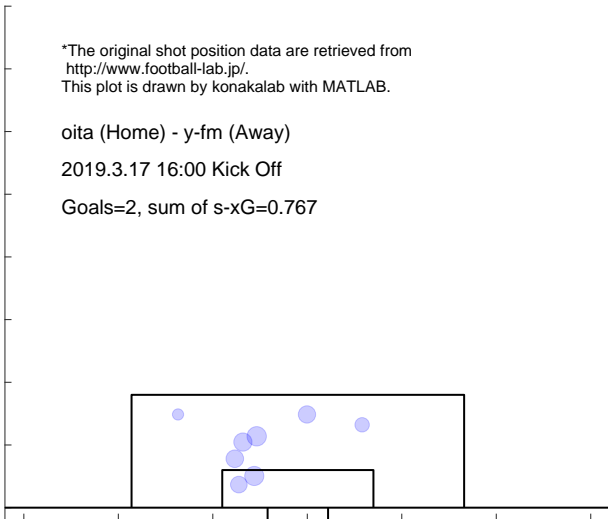 *The original shot position data are retrieved from
http://www.football-lab.jp/.
This plot is drawn by konakalab with MATLAB.
oita (Home) - y-fm (Away)
2019.3.17 16:00 Kick Off
Goals=2, sum of s-xG=0.767